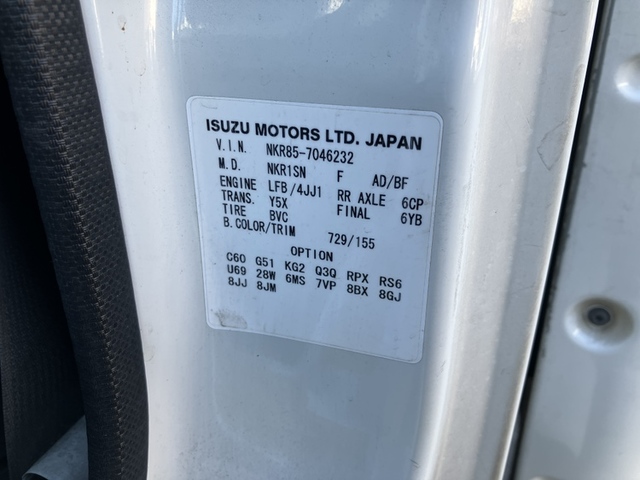 ISUZU MOTORS LTD. JAPAN
V.I.N. NKR85-7046232
M.D. NKR1SN F AD/BF
ENGINE LFB/4JJ1 RR AXLE 6CP
TRANS. Y5X FINAL 6YB
TIRE BVC
B.COLOR/TRIM 729/155
OPTION
C60 G51 KG2 Q3Q RPX RS6
U69 28W 6MS 7VP 8BX 8GJ
8JJ 8JM